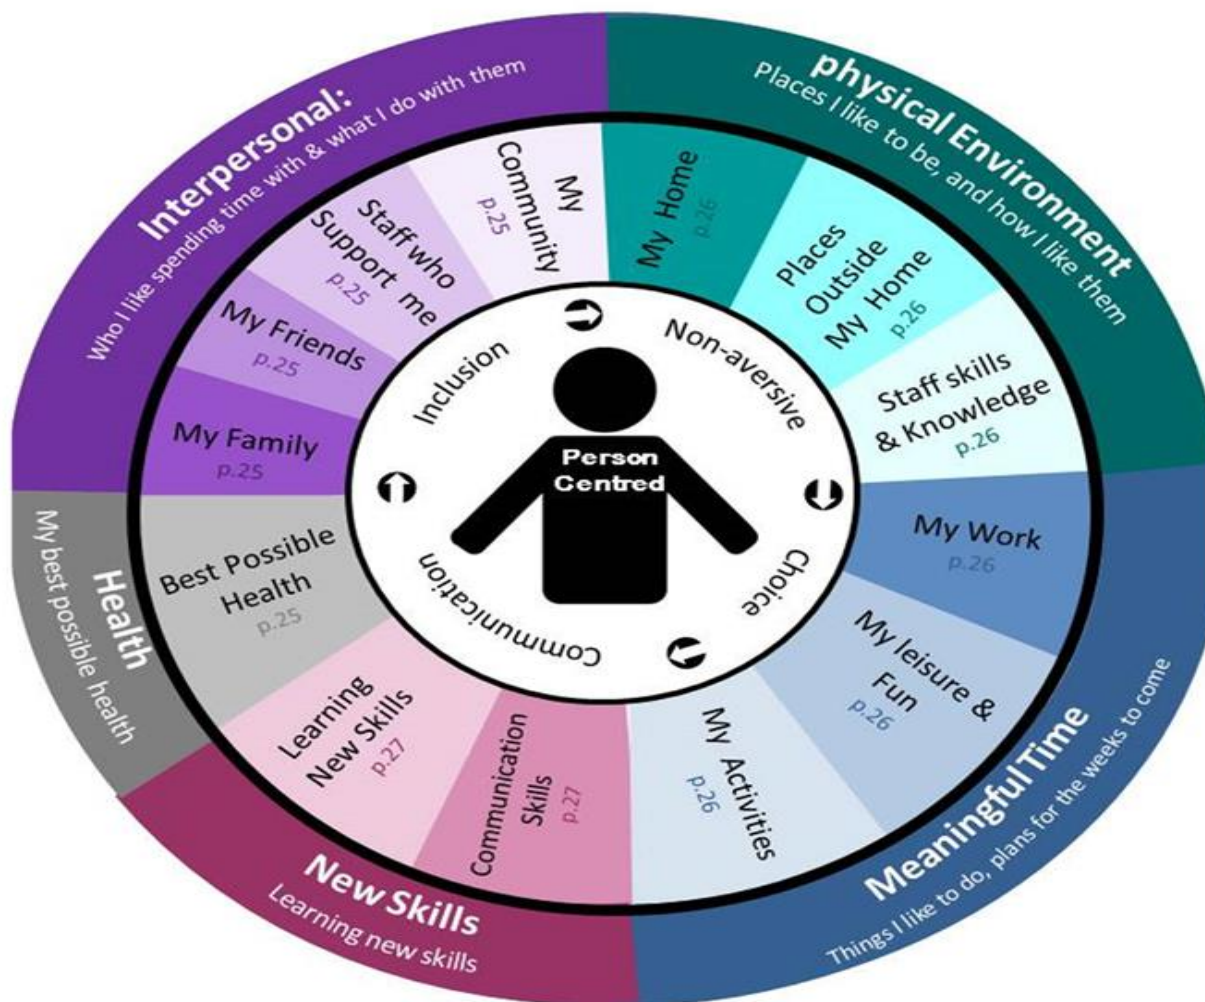 Interpersonal:
Who I like spending time with & what I do with them
physical Environment
Places I like to be, and how I like them
Meaningful Time
Things I like to do, plans for the weeks to come
New Skills
Learning new skills
Health
My best possible health
My
Community
p.25
Staff who
Support me
p.25
My Friends
p.25
My Family
p.25
My Home
p.26
Places
Outside
My Home
p.26
Staff skills
& Knowledge
p.26
My Work
p.26
My leisure &
Fun
p.26
My Activities
p.26
Communication
Skills
p.27
Learning
New Skills
p.27
Best Possible
Health
p.25
Inclusion
Non-aversive
Choice
Communication
Person
Centred